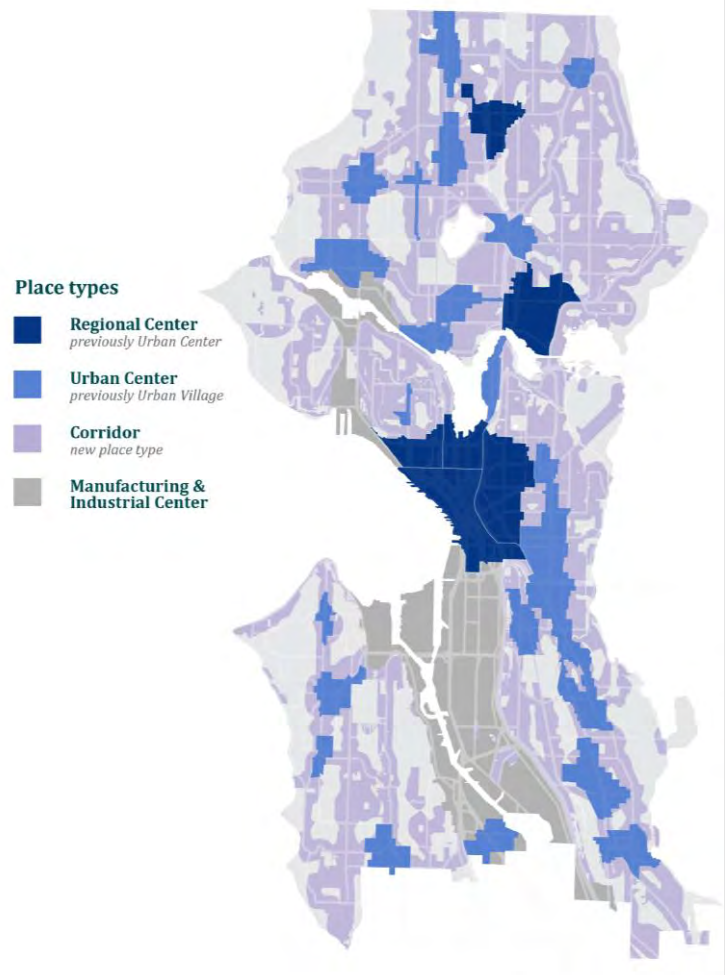 Place types
Regional Center
previously Urban Center
Urban Center
previously Urban Village
Corridor
new place type
Manufacturing &
Industrial Center